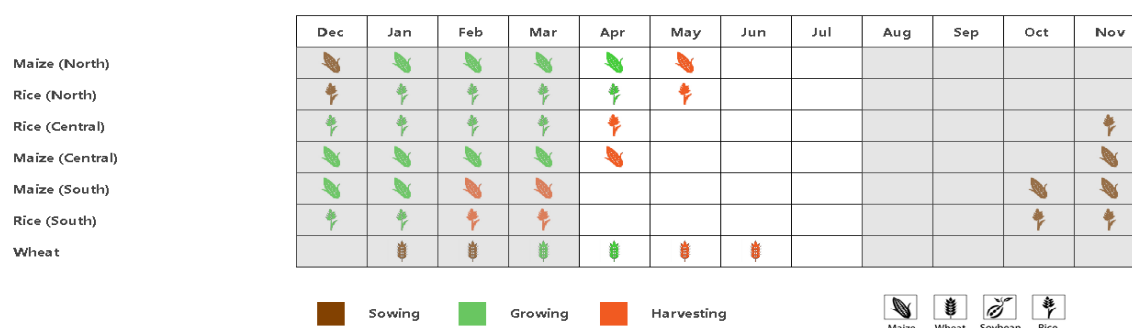 Dec Jan Feb Mar Apr May Jun Jul Aug Sep Oct Nov
Maize (North)
Rice (North)
Rice (Central)
Maize (Central)
Maize (South)
Rice (South)
Wheat
Sowing Growing Harvesting
Maize Wheat Soybean Rice